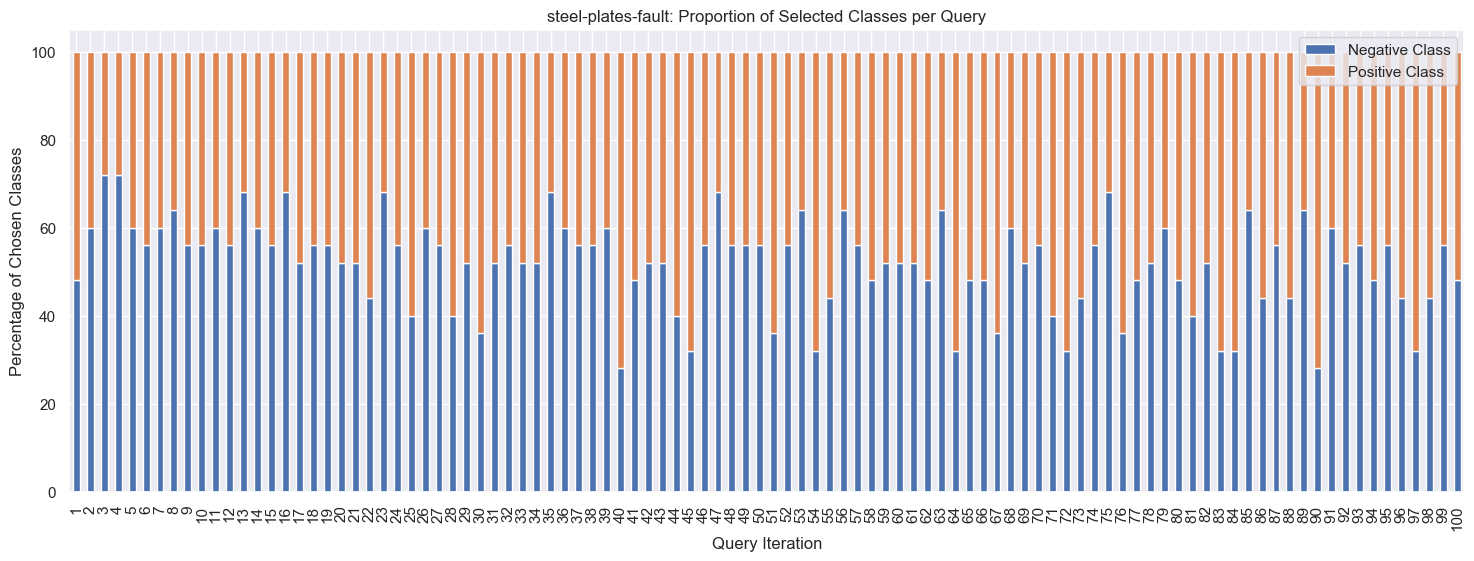 steel-plates-fault: Proportion of Selected Classes per Query
Negative Class
Positive Class
Percentage of Chosen Classes
100
80
60
40
20
0
1 2 3 4 5 6 7 8 9 10 11 12 13 14 15 16 17 18 19 20 21 22 23 24 25 26 27 28 29 30 31 32 33 34 35 36 37 38 39 40 41 42 43 44 45 46 47 48 49 50 51 52 53 54 55 56 57 58 59 60 61 62 63 64 65 66 67 68 69 70 71 72 73 74 75 76 77 78 79 80 81 82 83 84 85 86 87 88 89 90 91 92 93 94 95 96 97 98 99 100
Query Iteration